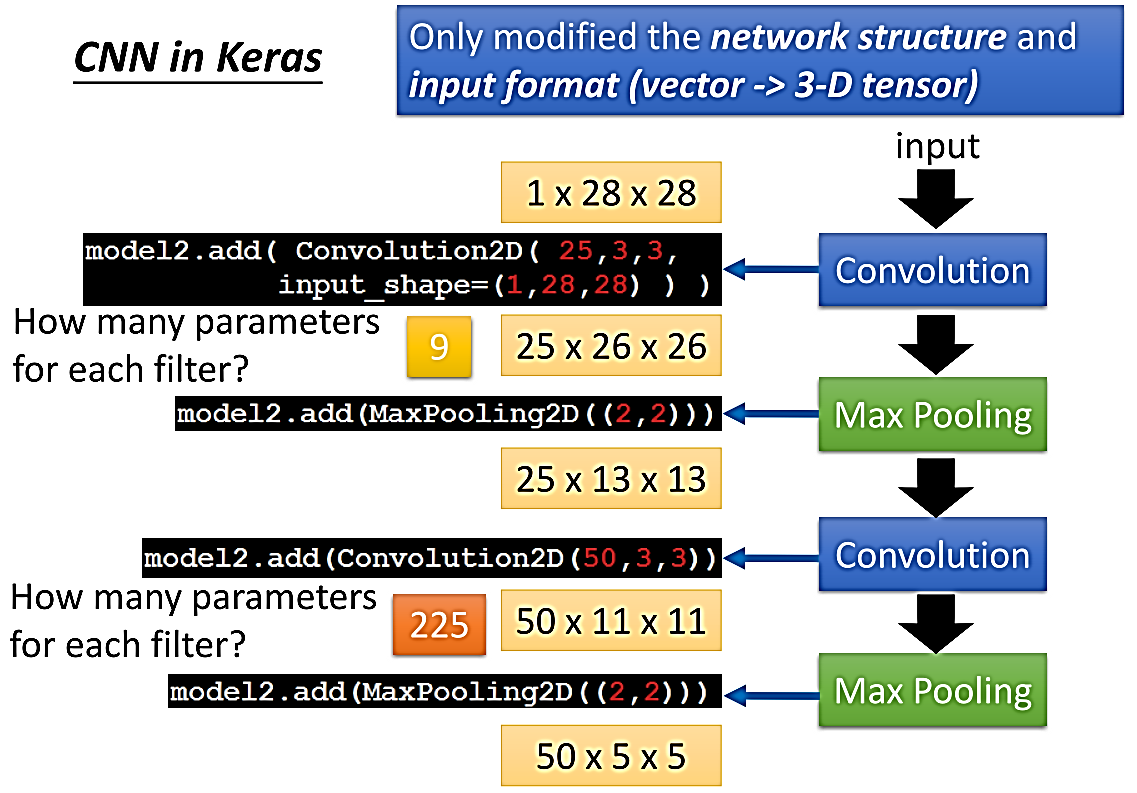 CNN in Keras
Only modified the network structure and
input format (vector -> 3-D tensor)
input
1 x 28 x 28
model2.add( Convolution2D( 25,3,3,
input_shape=(1,28,28) ) )
Convolution
How many parameters
for each filter?
9
25 x 26 x 26
model2.add(MaxPooling2D((2,2)))
Max Pooling
25 x 13 x 13
model2.add(Convolution2D(50,3,3))
Convolution
How many parameters
for each filter?
225
50 x 11 x 11
model2.add(MaxPooling2D((2,2)))
Max Pooling
50 x 5 x 5